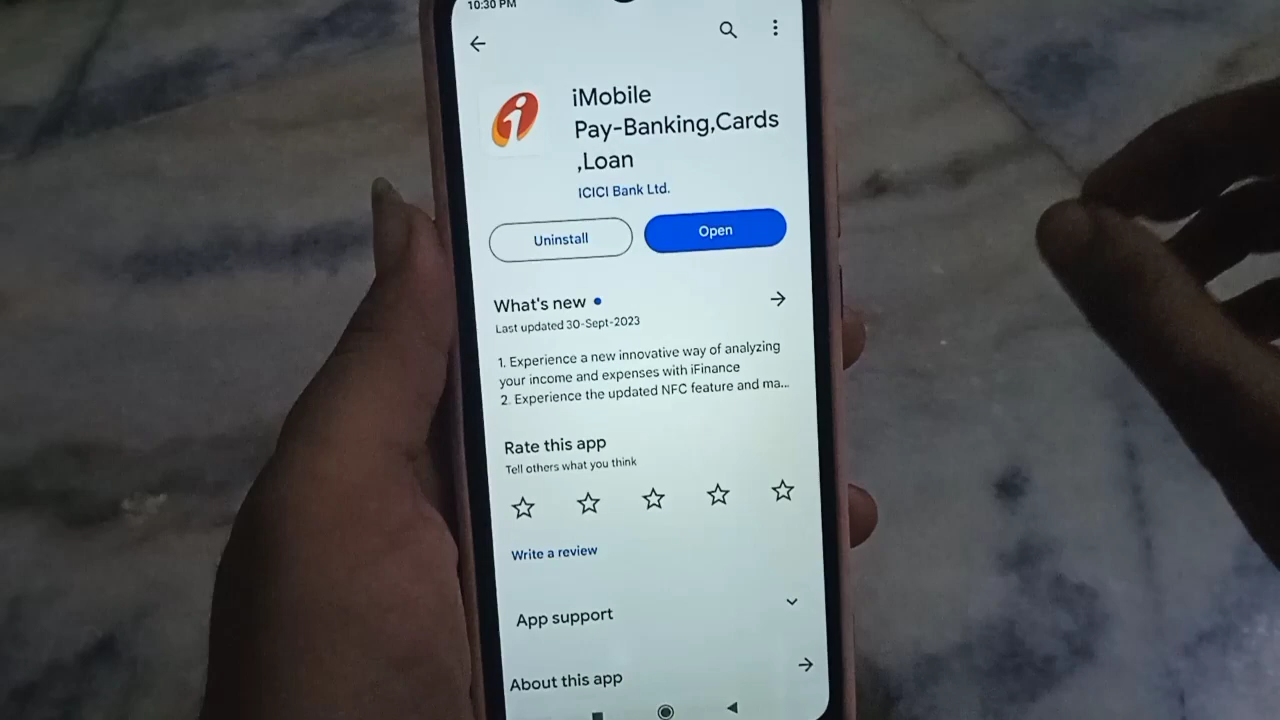 10:30 PM
iMobile
Pay-Banking,Cards
,Loan
ICICI Bank Ltd.
Uninstall
Open
What's new
Last updated 30-Sept-2023
1. Experience a new innovative way of analyzing
your income and expenses with iFinance
2. Experience the updated NFC feature and ma...
Rate this app
Tell others what you think
Write a review
App support
About this app